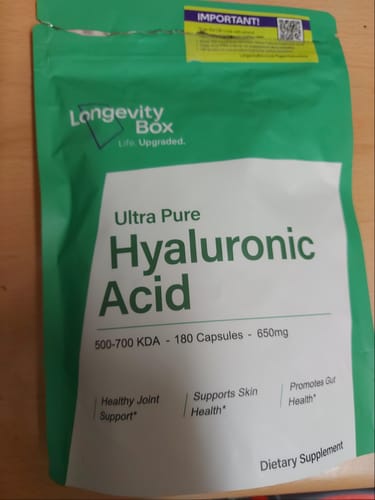 IMPORTANT!
Longevity
Box
Life. Upgraded.
Ultra Pure
Hyaluronic
Acid
500-700 KDA - 180 Capsules - 650mg
Healthy Joint
Support*
Supports Skin
Health*
Promotes Gut
Health*
Dietary Supplement